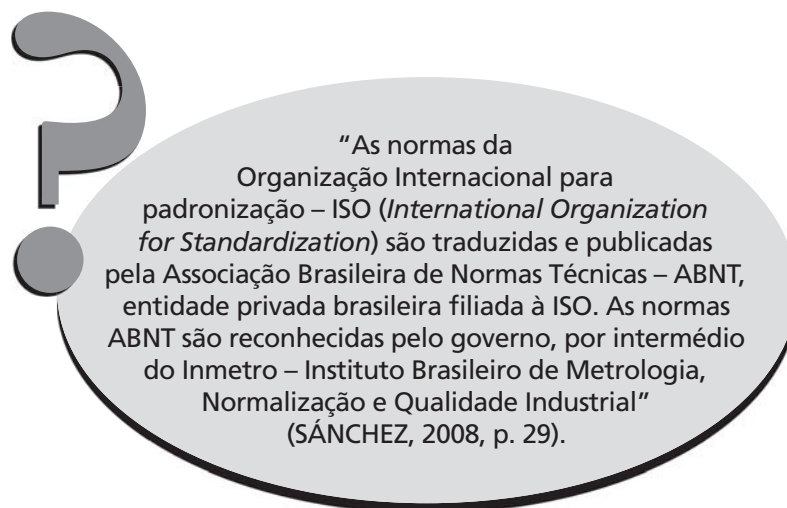 “As normas da
Organização Internacional para
padronização – ISO (International Organization
for Standardization) são traduzidas e publicadas
pela Associação Brasileira de Normas Técnicas – ABNT,
entidade privada brasileira filiada à ISO. As normas
ABNT são reconhecidas pelo governo, por intermédio
do Inmetro – Instituto Brasileiro de Metrologia,
Normalização e Qualidade Industrial”
(SÁNCHEZ, 2008, p. 29).